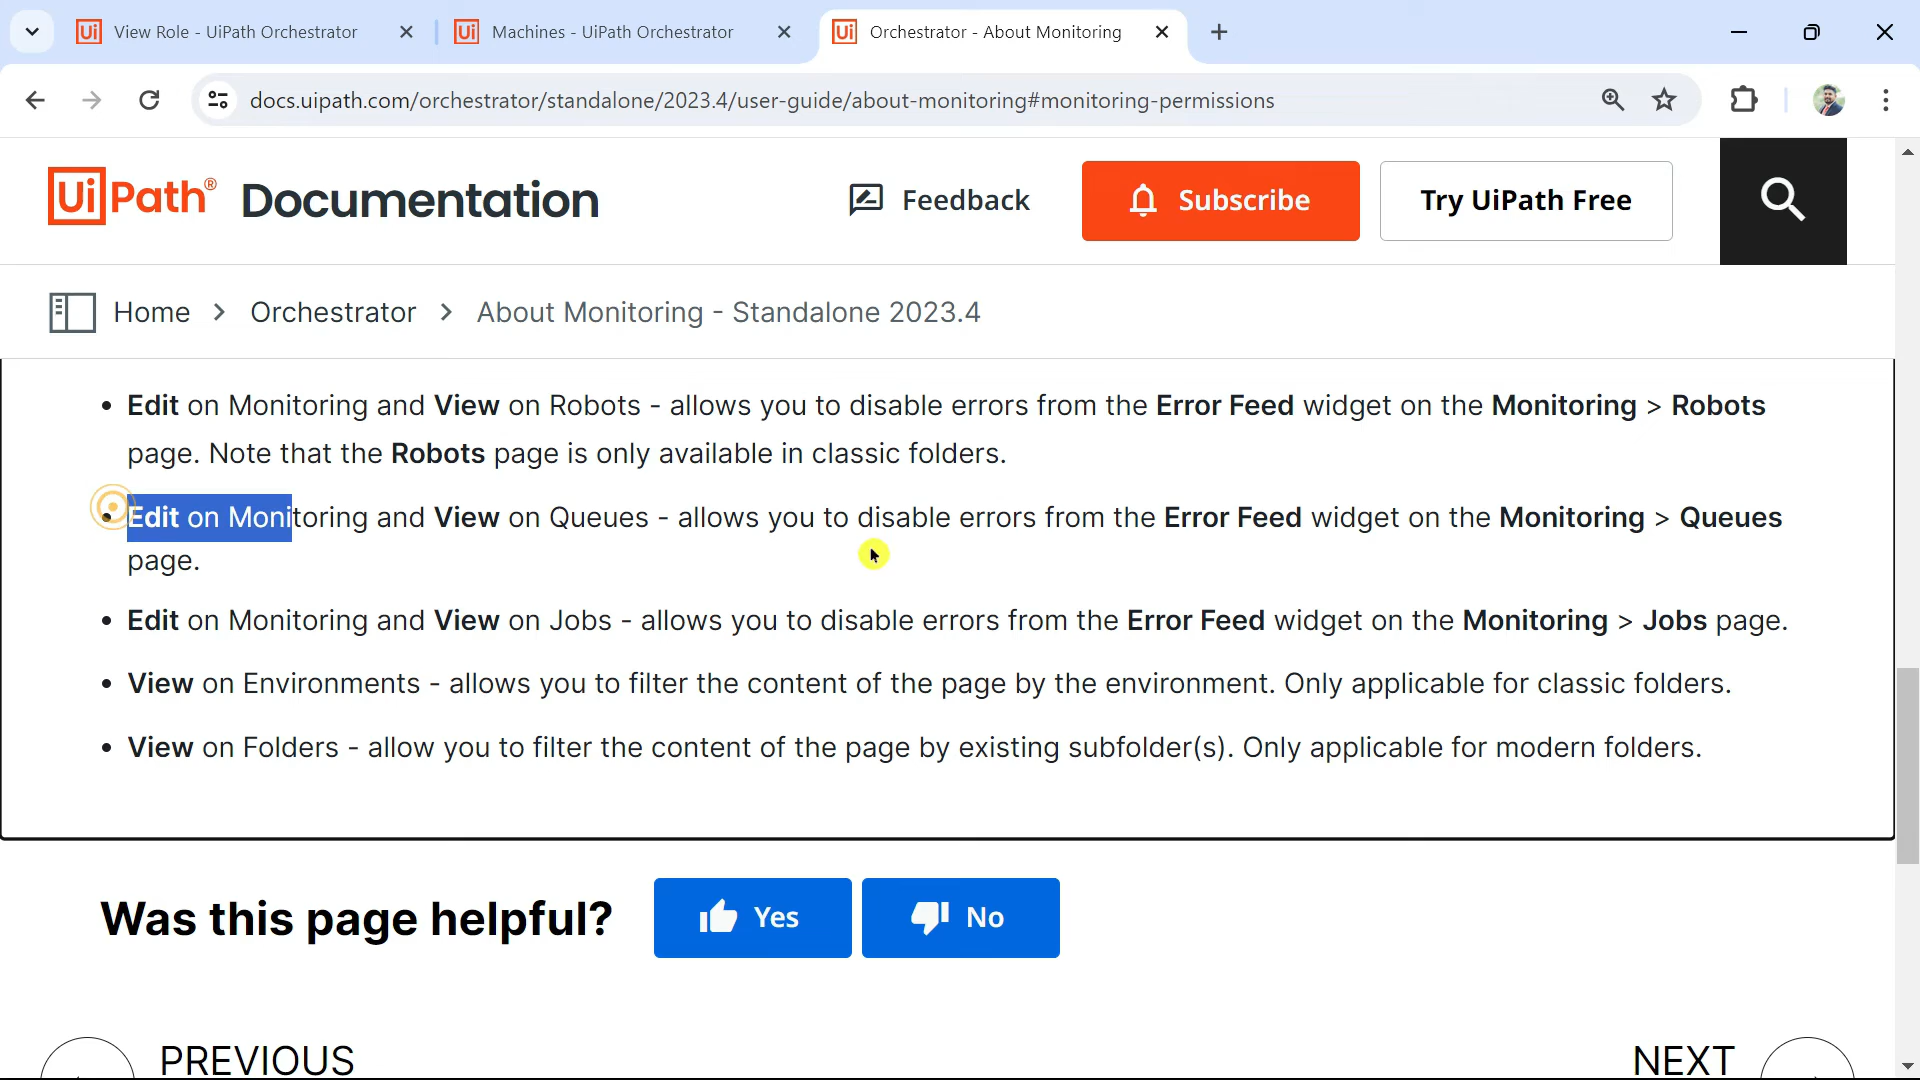 View Role - UiPath Orchestrator
Machines - UiPath Orchestrator
Orchestrator - About Monitoring
docs.uipath.com/orchestrator/standalone/2023.4/user-guide/about-monitoring#monitoring-permissions
UiPath® Documentation
Feedback
Subscribe
Try UiPath Free
Home > Orchestrator > About Monitoring - Standalone 2023.4
• Edit on Monitoring and View on Robots - allows you to disable errors from the Error Feed widget on the Monitoring > Robots
page. Note that the Robots page is only available in classic folders.
• Edit on Monitoring and View on Queues - allows you to disable errors from the Error Feed widget on the Monitoring > Queues
page.
• Edit on Monitoring and View on Jobs - allows you to disable errors from the Error Feed widget on the Monitoring > Jobs page.
• View on Environments - allows you to filter the content of the page by the environment. Only applicable for classic folders.
• View on Folders - allow you to filter the content of the page by existing subfolder(s). Only applicable for modern folders.
Was this page helpful?
Yes
No
PREVIOUS
NEXT